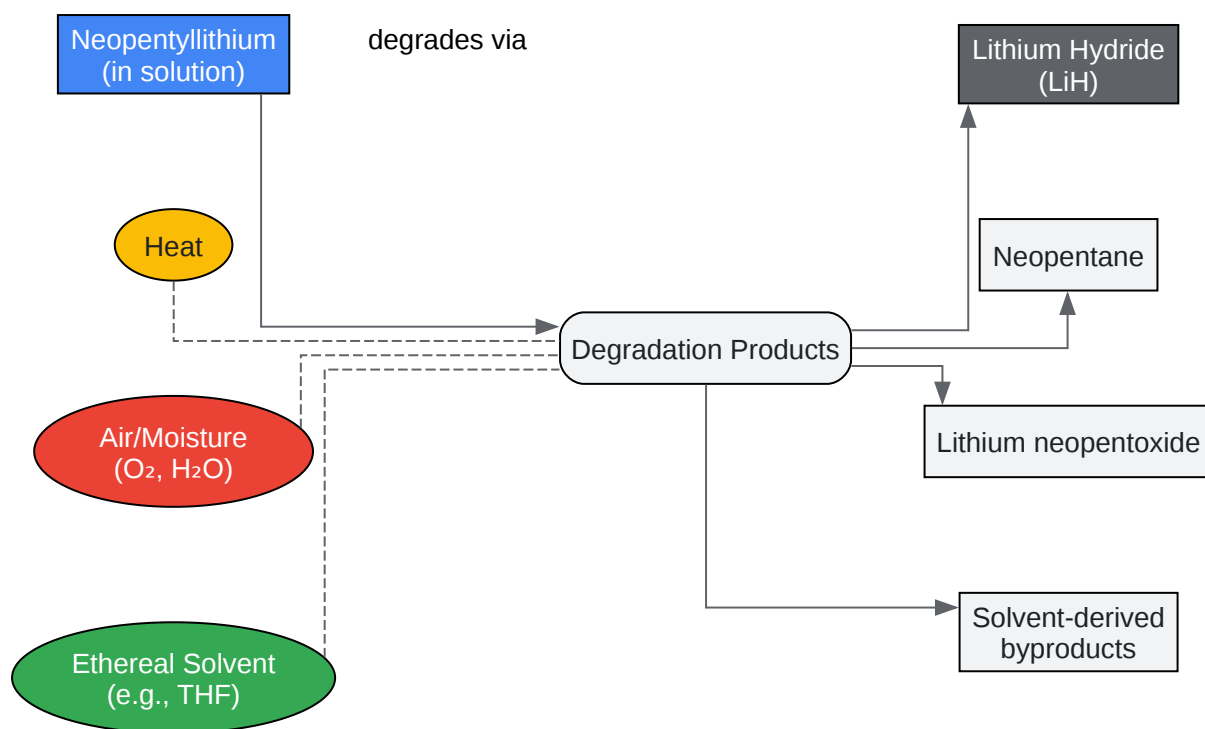 Neopentyllithium
(in solution)
degrades via
Lithium Hydride
(LiH)
Heat
Neopentane
Degradation Products
Air/Moisture
(O₂, H₂O)
Lithium neopentoxide
Ethereal Solvent
(e.g., THF)
Solvent-derived
byproducts